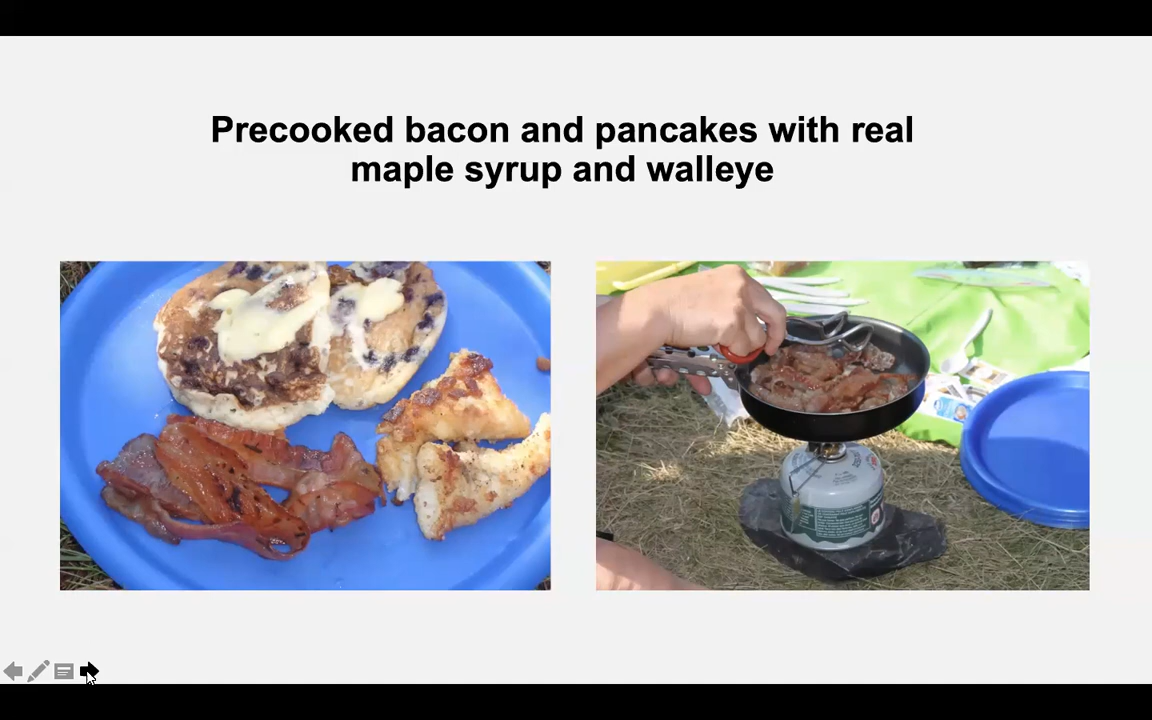 Precooked bacon and pancakes with real
maple syrup and walleye